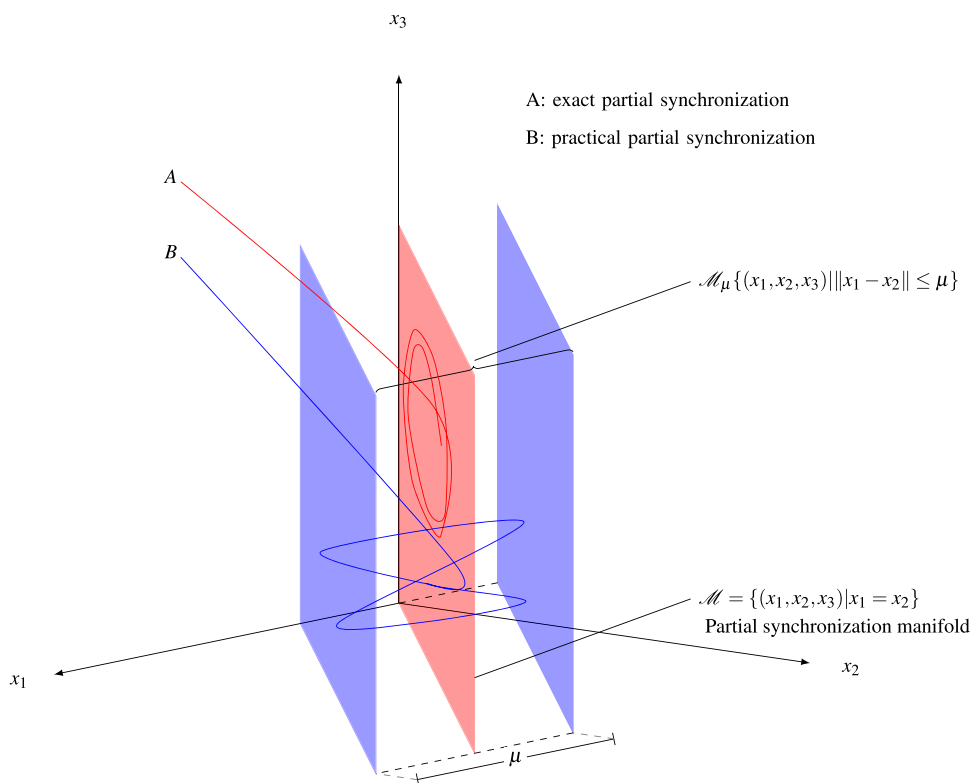 x₃
A: exact partial synchronization
B: practical partial synchronization
A
B
ℳ_μ{(x₁,x₂,x₃)|‖x₁−x₂‖ ≤ μ}
ℳ = {(x₁,x₂,x₃)|x₁ = x₂}
Partial synchronization manifold
x₁
x₂
μ